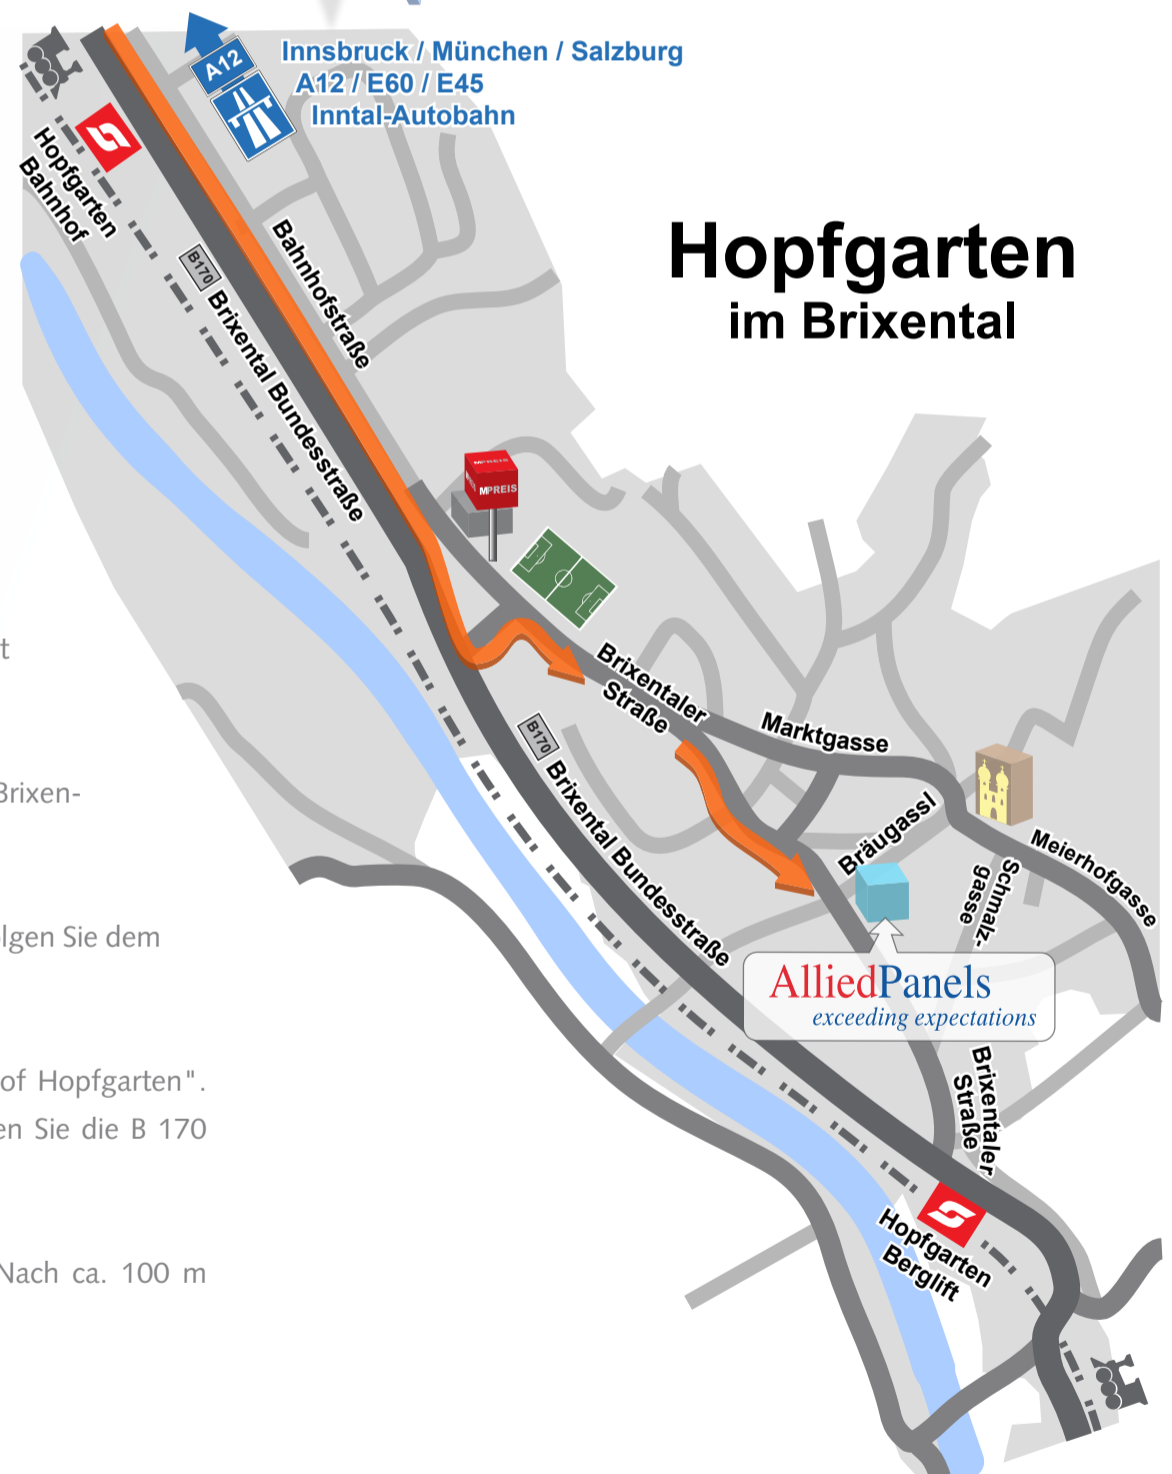 A12
Innsbruck / München / Salzburg
A12 / E60 / E45
Inntal-Autobahn
Hopfgarten
Bahnhof
Hopfgarten
im Brixental
B170
Brixental Bundesstraße
Bahnhofstraße
MPREIS
MPREIS
Brixentaler
Straße
Marktgasse
B170
Brixental Bundesstraße
Bräugassl
Meierhofgasse
Schmalz-
gasse
AlliedPanels
exceeding expectations
Brixentaler
Straße
Hopfgarten
Berglift
t
Brixen-
lgen Sie dem
of Hopfgarten".
en Sie die B 170
Nach ca. 100 m